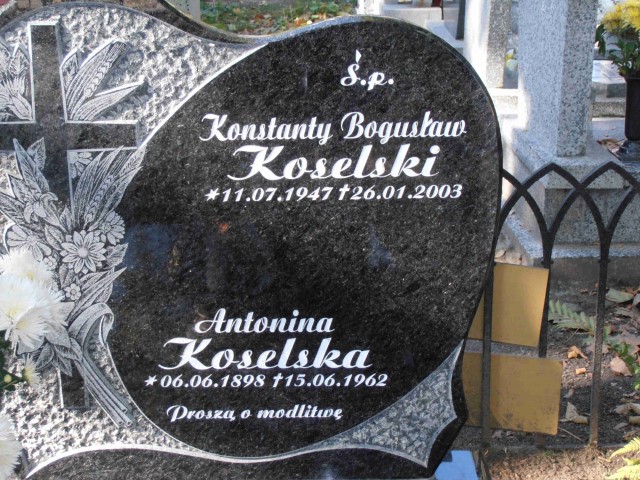 Ś.p.
Konstanty Bogusław
Koselski
*11.07.1947 †26.01.2003
Antonina
Koselska
*06.06.1898 †15.06.1962
Proszą o modlitwę